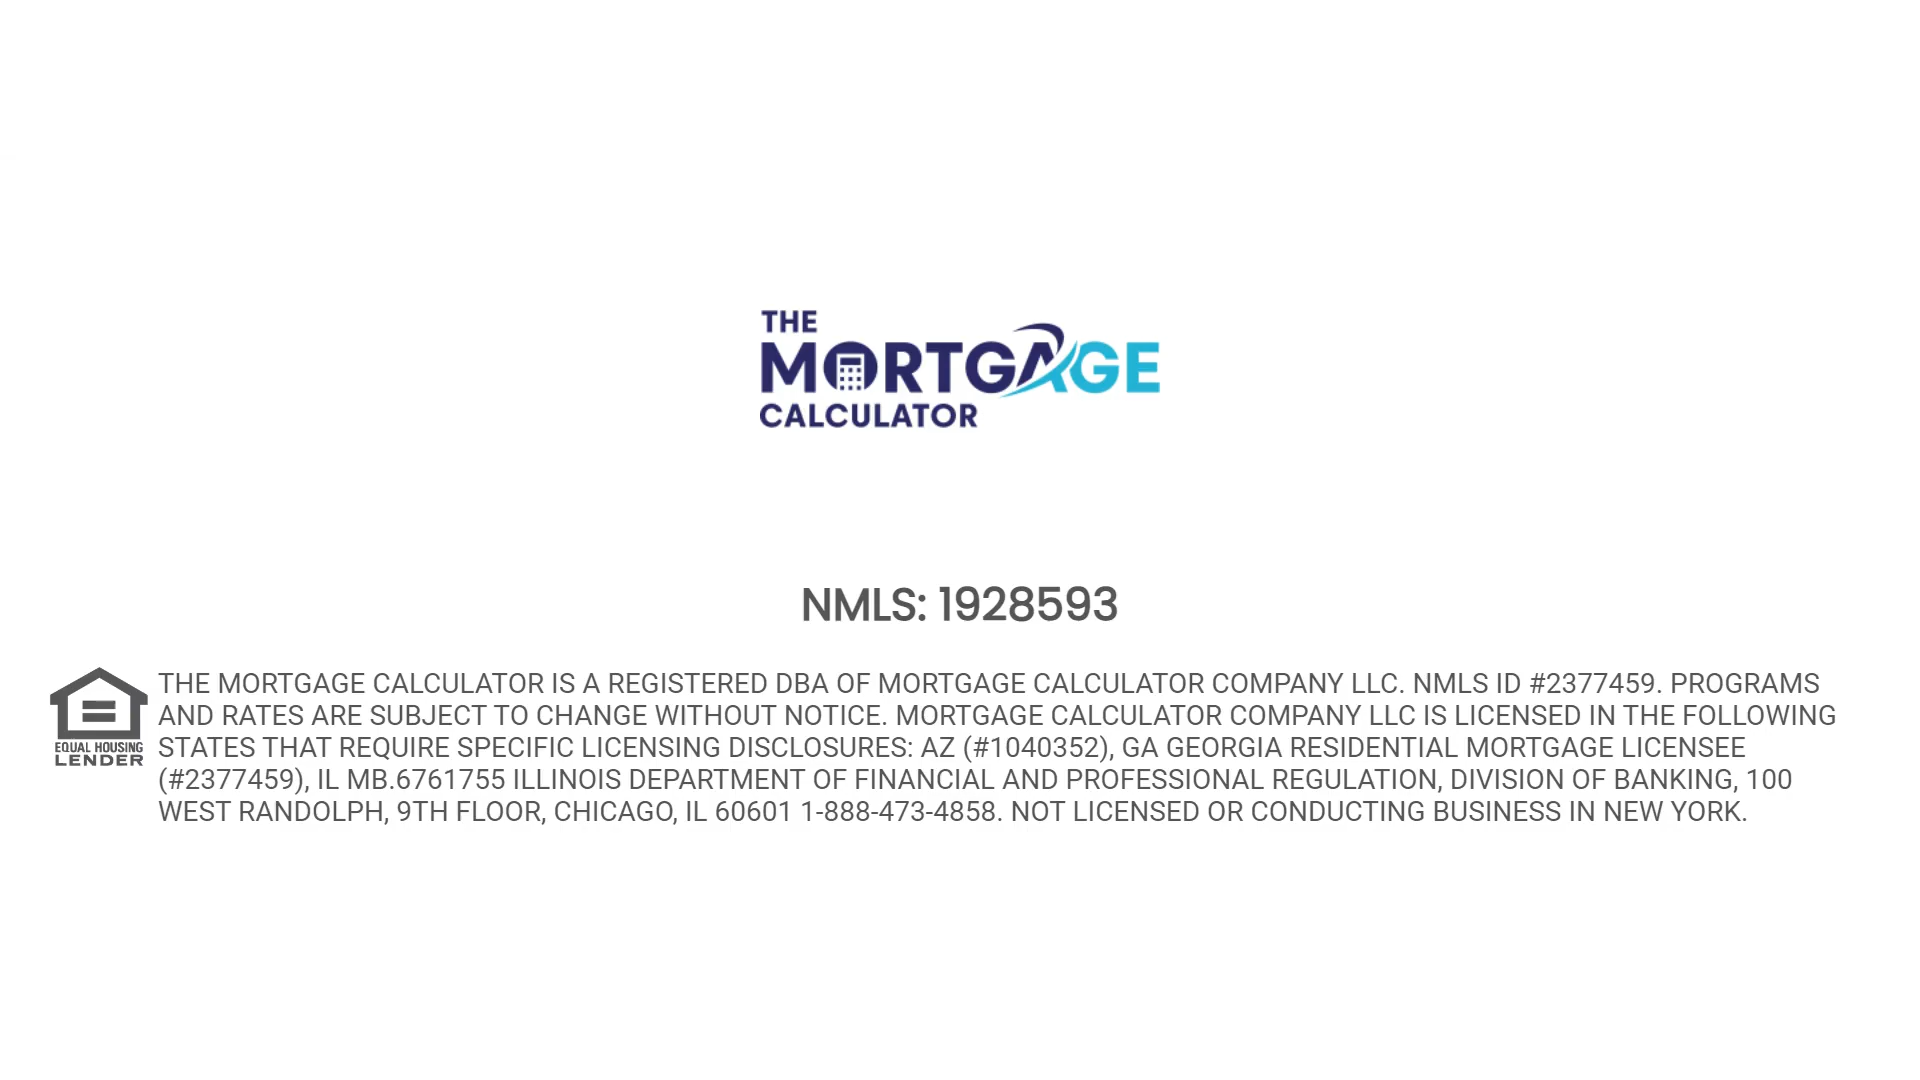 THE
MORTGAGE
CALCULATOR
NMLS: 1928593
EQUAL HOUSING
LENDER
THE MORTGAGE CALCULATOR IS A REGISTERED DBA OF MORTGAGE CALCULATOR COMPANY LLC. NMLS ID #2377459. PROGRAMS
AND RATES ARE SUBJECT TO CHANGE WITHOUT NOTICE. MORTGAGE CALCULATOR COMPANY LLC IS LICENSED IN THE FOLLOWING
STATES THAT REQUIRE SPECIFIC LICENSING DISCLOSURES: AZ (#1040352), GA GEORGIA RESIDENTIAL MORTGAGE LICENSEE
(#2377459), IL MB.6761755 ILLINOIS DEPARTMENT OF FINANCIAL AND PROFESSIONAL REGULATION, DIVISION OF BANKING, 100
WEST RANDOLPH, 9TH FLOOR, CHICAGO, IL 60601 1-888-473-4858. NOT LICENSED OR CONDUCTING BUSINESS IN NEW YORK.